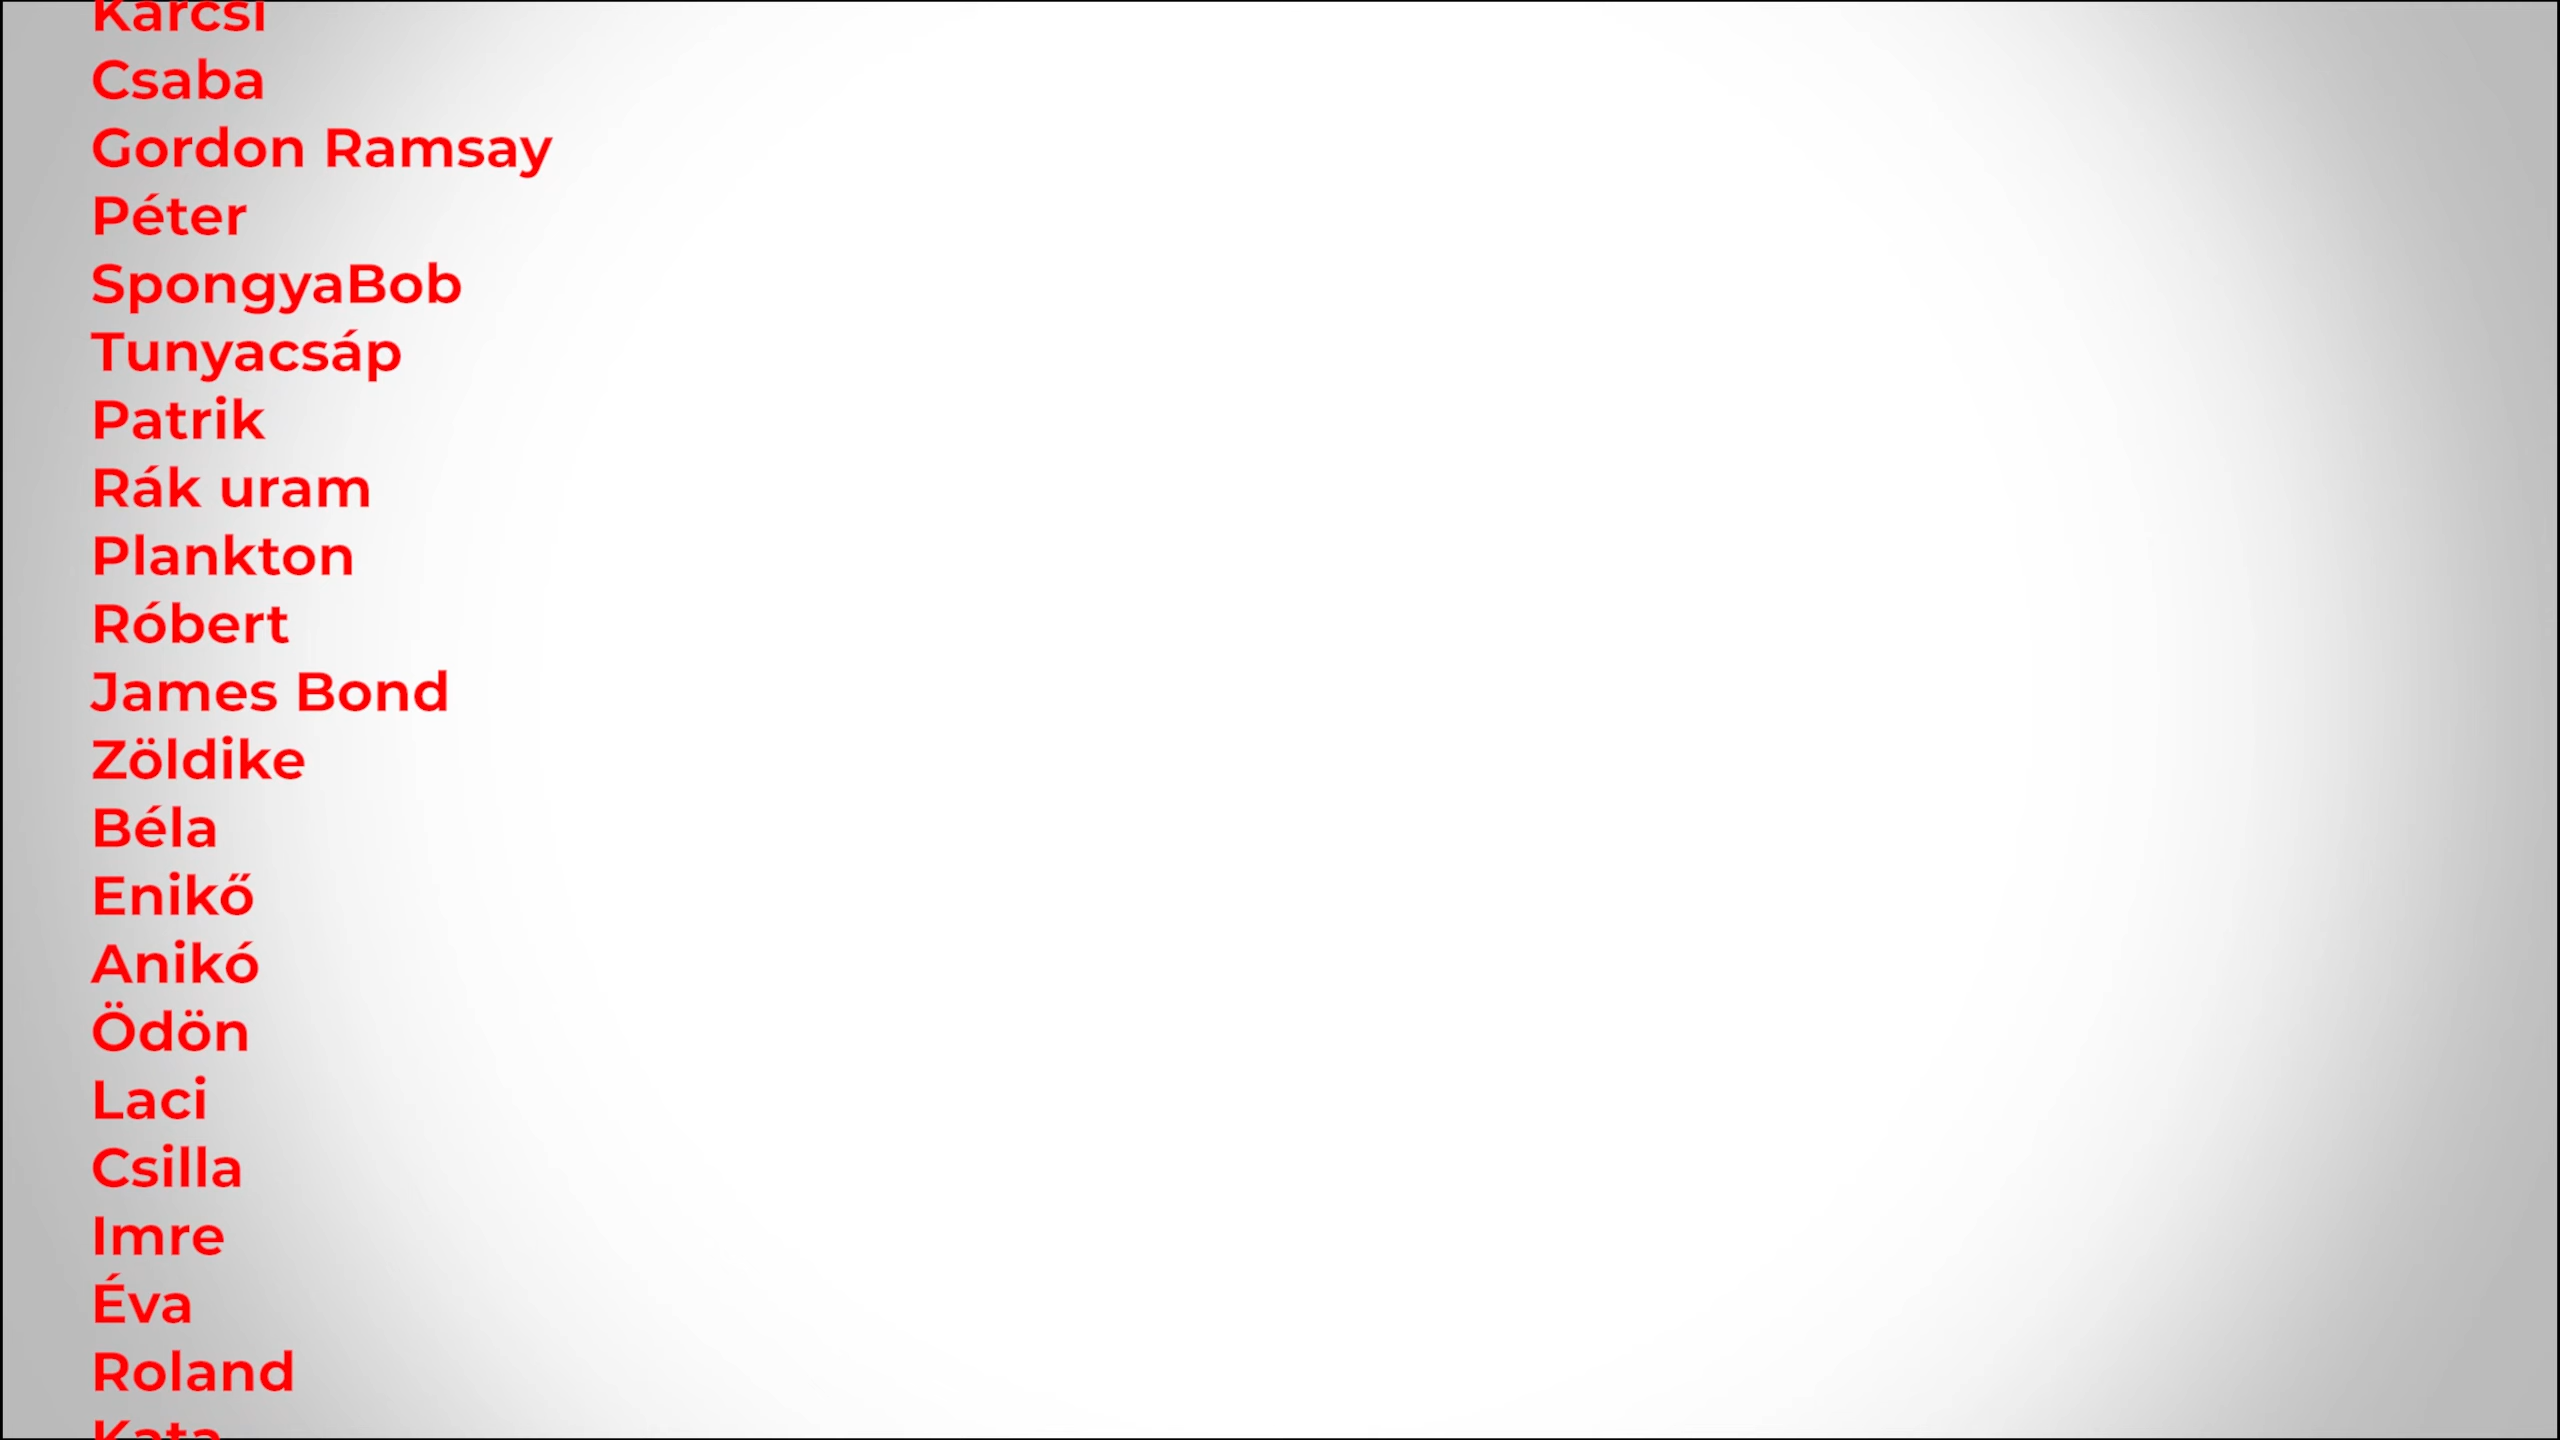 Karcsi
Csaba
Gordon Ramsay
Péter
SpongyaBob
Tunyacsáp
Patrik
Rák uram
Plankton
Róbert
James Bond
Zöldike
Béla
Enikő
Anikó
Ödön
Laci
Csilla
Imre
Éva
Roland
Kata